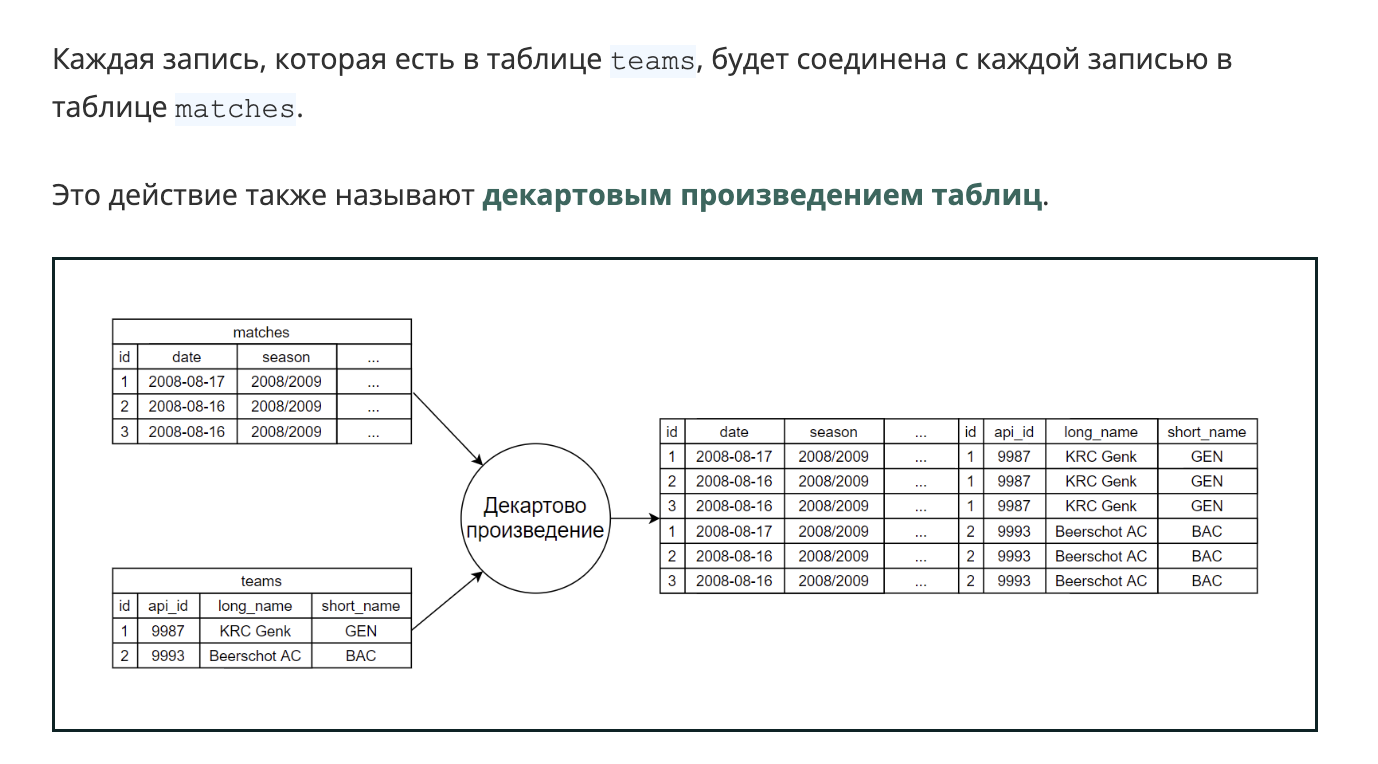 Каждая запись, которая есть в таблице teams, будет соединена с каждой записью в
таблице matches.
Это действие также называют декартовым произведением таблиц.
matches
id date season ...
1 2008-08-17 2008/2009 ...
2 2008-08-16 2008/2009 ...
3 2008-08-16 2008/2009 ...
teams
id api_id long_name short_name
1 9987 KRC Genk GEN
2 9993 Beerschot AC BAC
Декартово
произведение
id date season ... id api_id long_name short_name
1 2008-08-17 2008/2009 ... 1 9987 KRC Genk GEN
2 2008-08-16 2008/2009 ... 1 9987 KRC Genk GEN
3 2008-08-16 2008/2009 ... 1 9987 KRC Genk GEN
1 2008-08-17 2008/2009 ... 2 9993 Beerschot AC BAC
2 2008-08-16 2008/2009 ... 2 9993 Beerschot AC BAC
3 2008-08-16 2008/2009 ... 2 9993 Beerschot AC BAC